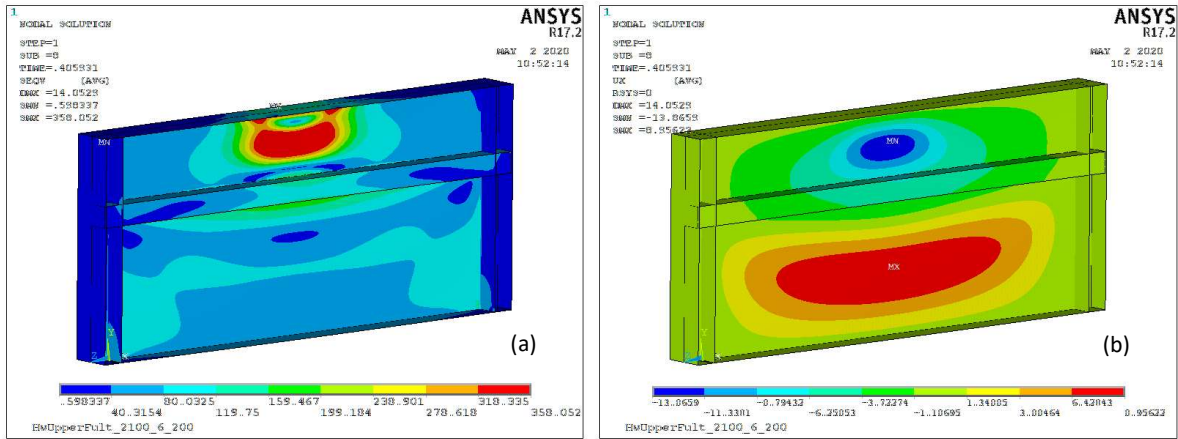 1
NODAL SOLUTION
ANSYS
R17.2
STEP=1
SUB =8
TIME=.405931
SEQV (AVG)
DMX =14.0529
SMN =.598337
SMX =358.052
MAY 2 2020
10:52:14
MX
MN
Y
Z
X
(a)
.598337 80.0325 159.467 238.901 318.335
40.3154 119.75 199.184 278.618 358.052
HwUpperFult_2100_6_200
1
NODAL SOLUTION
ANSYS
R17.2
STEP=1
SUB =8
TIME=.405931
UX (AVG)
RSYS=0
DMX =14.0529
SMN =-13.8659
SMX =8.95622
MAY 2 2020
10:52:14
MN
MX
Y
(b)
-13.8659 -8.79432 -3.72274 1.34885 6.42043
-11.3301 -6.25853 -1.18695 3.88464 8.95622
HwUpperFult_2100_6_200